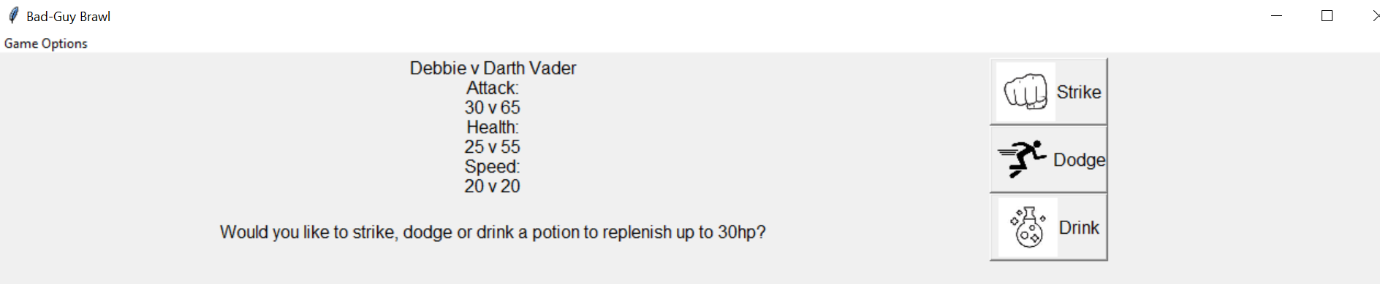 Bad-Guy Brawl
Game Options
Debbie v Darth Vader
Attack:
30 v 65
Health:
25 v 55
Speed:
20 v 20
Would you like to strike, dodge or drink a potion to replenish up to 30hp?
Strike
Dodge
Drink